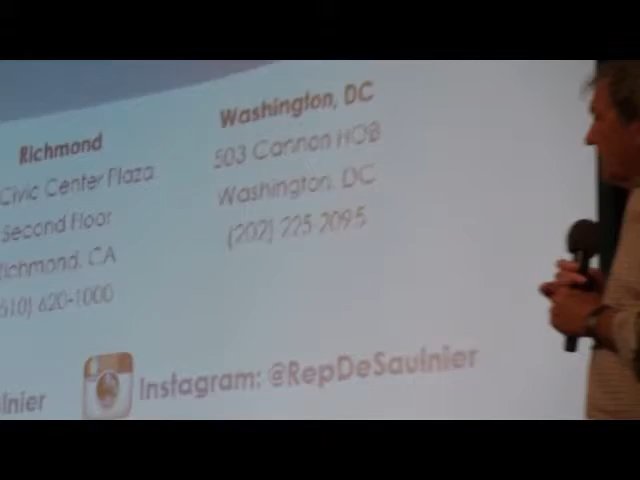 Richmond
Civic Center Plaza
Second Floor
Richmond, CA
(510) 620-1000
Washington, DC
503 Cannon HOB
Washington, DC
(202) 225-2095
lnier
Instagram: @RepDeSaulnier